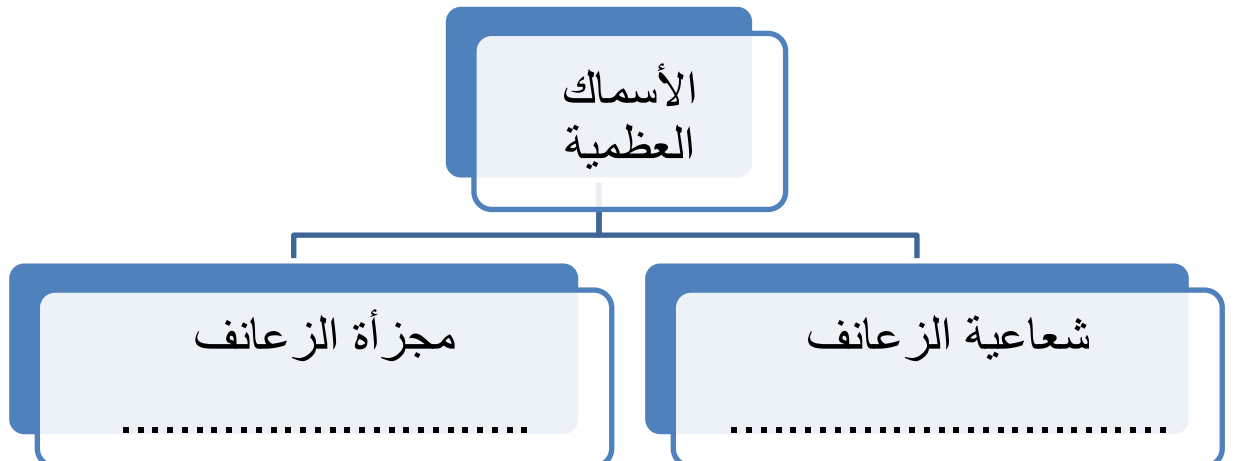 الأسماك
العظمية
شعاعية الزعانف
.............................
مجزأة الزعانف
...........................